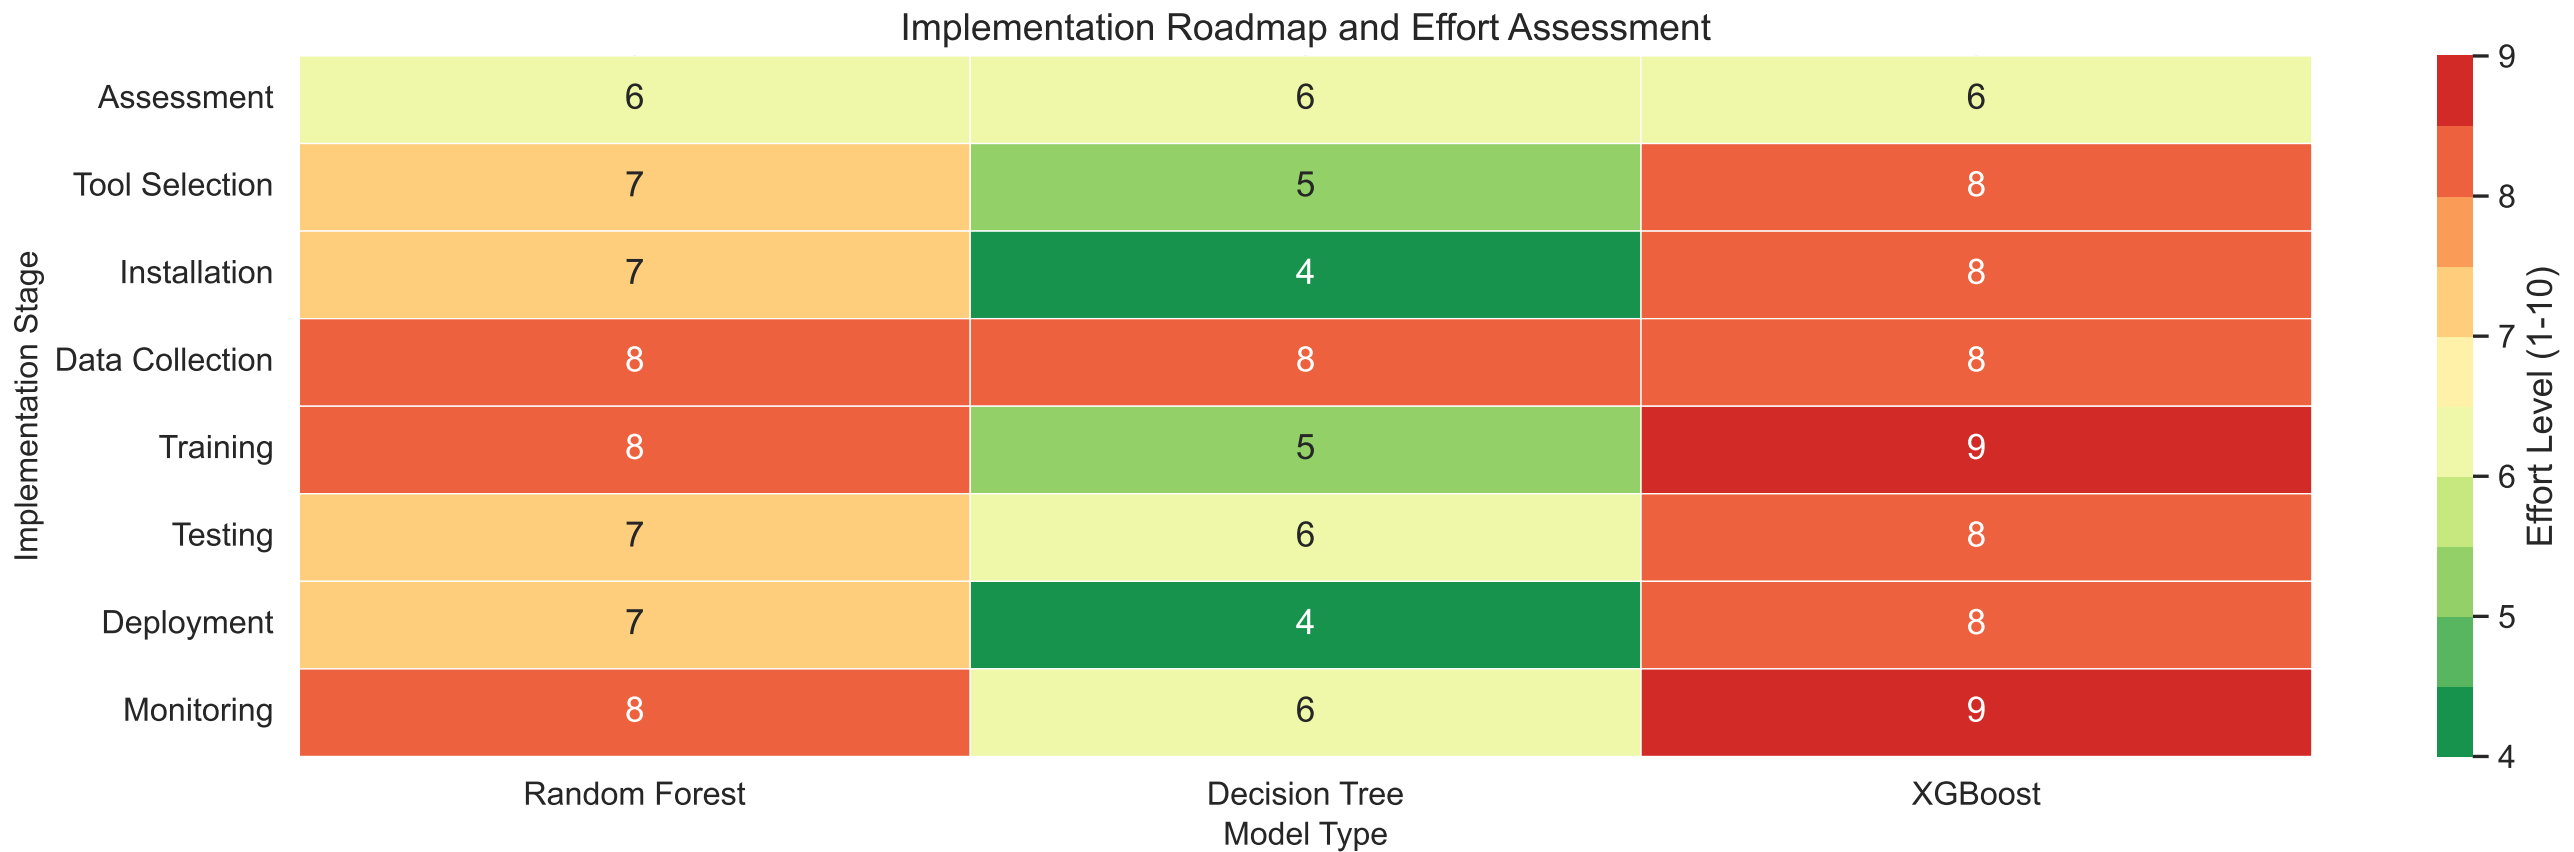 Implementation Roadmap and Effort Assessment
Implementation Stage
Assessment 6 6 6
Tool Selection 7 5 8
Installation 7 4 8
Data Collection 8 8 8
Training 8 5 9
Testing 7 6 8
Deployment 7 4 8
Monitoring 8 6 9
Random Forest Decision Tree XGBoost
Model Type
9
8
7
6
5
4
Effort Level (1-10)